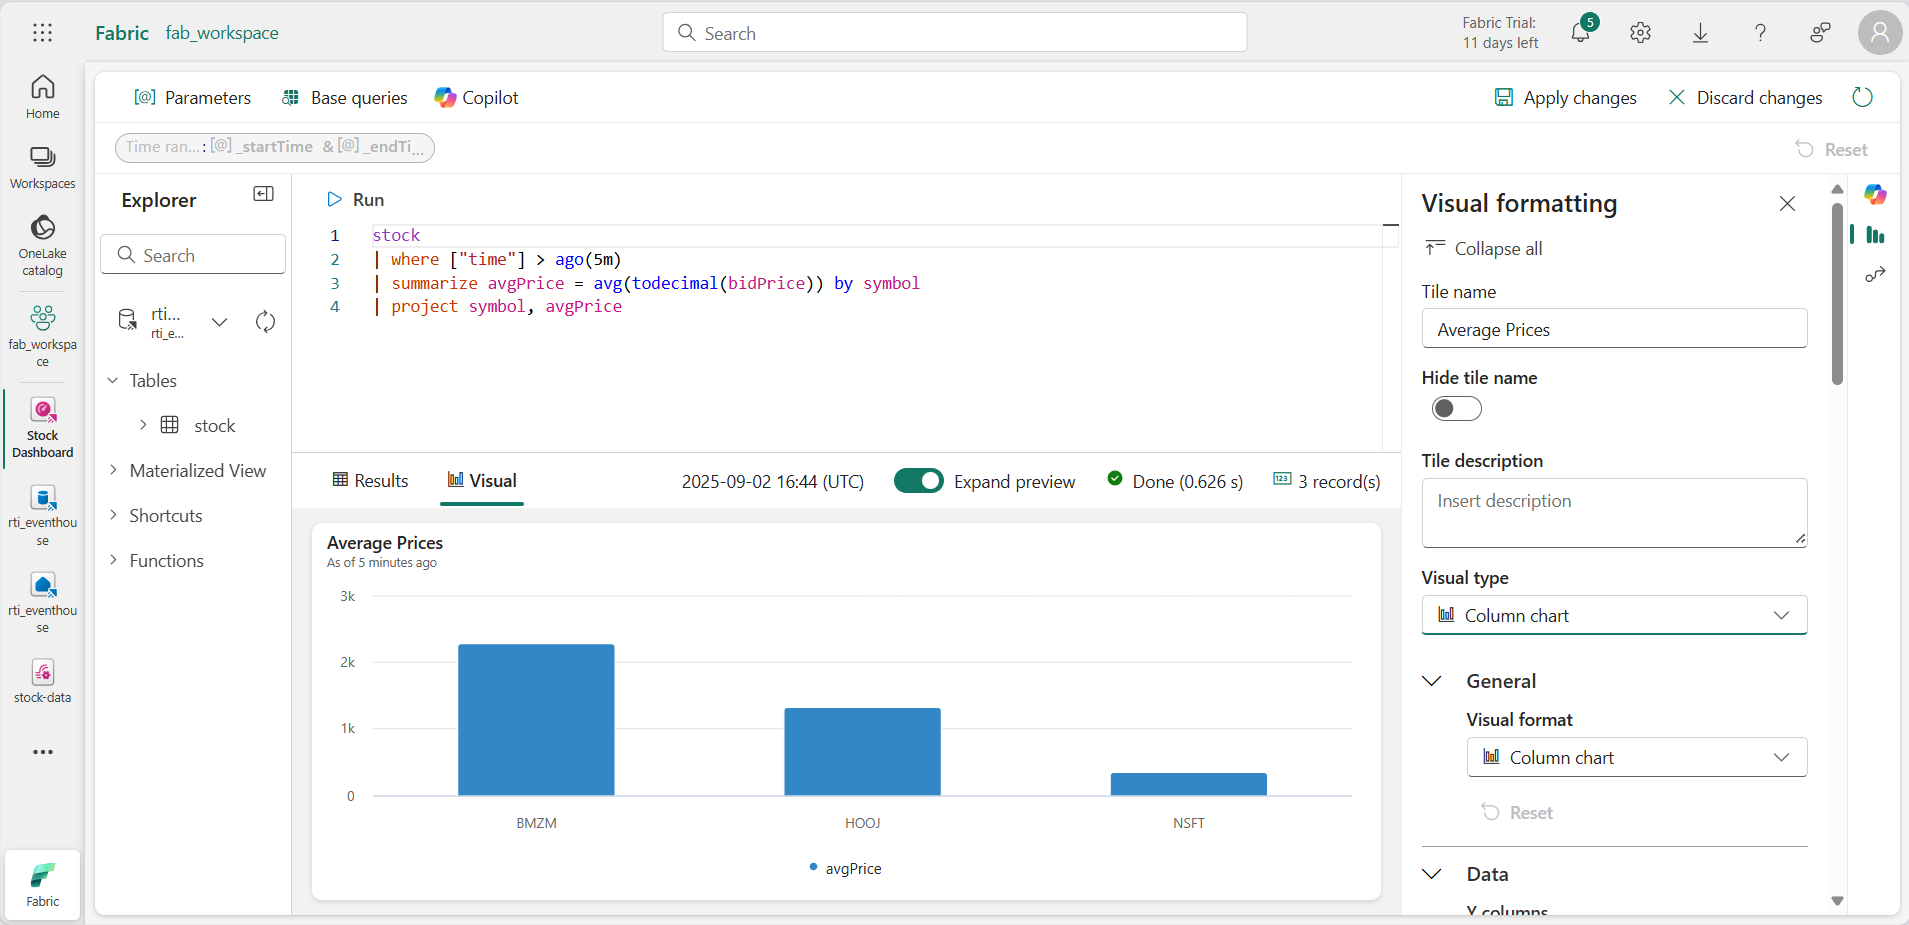 Fabric fab_workspace
Search
Fabric Trial:
11 days left
5
Home
Workspaces
OneLake
catalog
fab_workspa
ce
Stock
Dashboard
rti_eventhou
se
rti_eventhou
se
stock-data
Fabric
Parameters Base queries Copilot
Apply changes Discard changes
Time ran... : [@] _startTime & [@] _endTi...
Reset
Explorer
Search
rti...
rti_e...
Tables
stock
Materialized View
Shortcuts
Functions
Run
1 stock
2 | where ["time"] > ago(5m)
3 | summarize avgPrice = avg(todecimal(bidPrice)) by symbol
4 | project symbol, avgPrice
Results Visual 2025-09-02 16:44 (UTC) Expand preview Done (0.626 s) 3 record(s)
Average Prices
As of 5 minutes ago
3k
2k
1k
0
BMZM HOOJ NSFT
avgPrice
Visual formatting
Collapse all
Tile name
Average Prices
Hide tile name
Tile description
Insert description
Visual type
Column chart
General
Visual format
Column chart
Reset
Data
Y columns